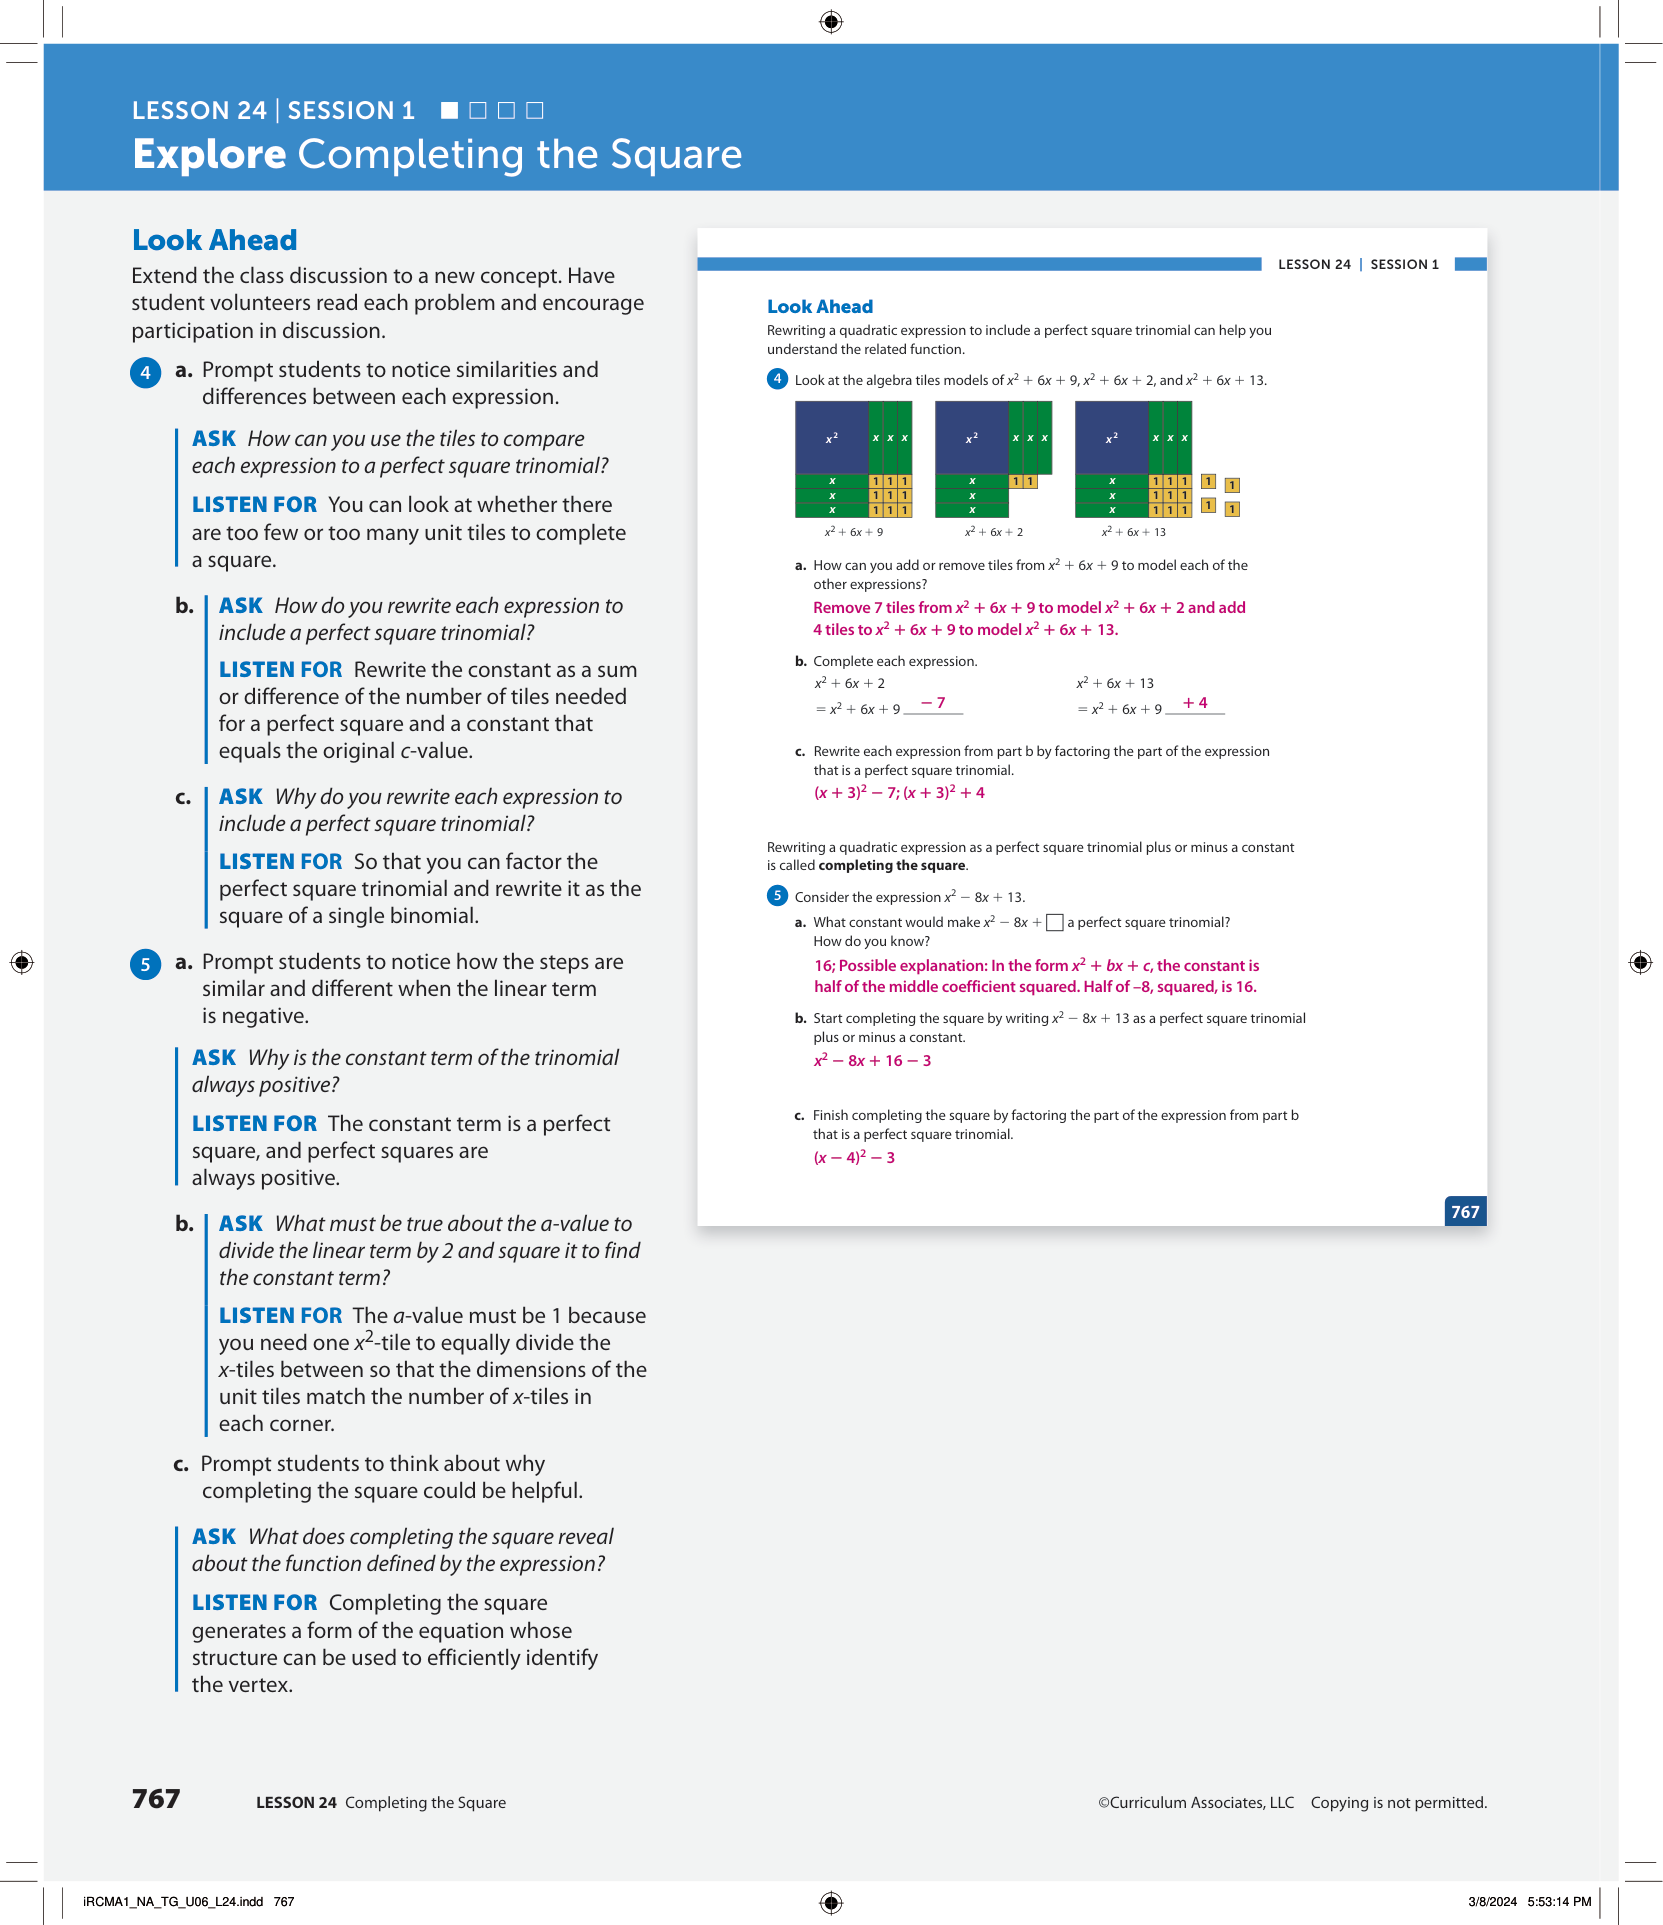 LESSON 24 | SESSION 1
Explore Completing the Square
Look Ahead
Extend the class discussion to a new concept. Have
student volunteers read each problem and encourage
participation in discussion.
4 a. Prompt students to notice similarities and
differences between each expression.
ASK How can you use the tiles to compare
each expression to a perfect square trinomial?
LISTEN FOR You can look at whether there
are too few or too many unit tiles to complete
a square.
b. ASK How do you rewrite each expression to
include a perfect square trinomial?
LISTEN FOR Rewrite the constant as a sum
or difference of the number of tiles needed
for a perfect square and a constant that
equals the original c-value.
c. ASK Why do you rewrite each expression to
include a perfect square trinomial?
LISTEN FOR So that you can factor the
perfect square trinomial and rewrite it as the
square of a single binomial.
5 a. Prompt students to notice how the steps are
similar and different when the linear term
is negative.
ASK Why is the constant term of the trinomial
always positive?
LISTEN FOR The constant term is a perfect
square, and perfect squares are
always positive.
b. ASK What must be true about the a-value to
divide the linear term by 2 and square it to find
the constant term?
LISTEN FOR The a-value must be 1 because
you need one x²-tile to equally divide the
x-tiles between so that the dimensions of the
unit tiles match the number of x-tiles in
each corner.
c. Prompt students to think about why
completing the square could be helpful.
ASK What does completing the square reveal
about the function defined by the expression?
LISTEN FOR Completing the square
generates a form of the equation whose
structure can be used to efficiently identify
the vertex.
LESSON 24 | SESSION 1
Look Ahead
Rewriting a quadratic expression to include a perfect square trinomial can help you
understand the related function.
4 Look at the algebra tiles models of x² + 6x + 9, x² + 6x + 2, and x² + 6x + 13.
x² x x x x² x x x x² x x x
x 1 1 1 x 1 1 x 1 1 1 1 1
x 1 1 1 x x 1 1 1
x 1 1 1 x x 1 1 1 1 1
x² + 6x + 9 x² + 6x + 2 x² + 6x + 13
a. How can you add or remove tiles from x² + 6x + 9 to model each of the
other expressions?
Remove 7 tiles from x² + 6x + 9 to model x² + 6x + 2 and add
4 tiles to x² + 6x + 9 to model x² + 6x + 13.
b. Complete each expression.
x² + 6x + 2 x² + 6x + 13
= x² + 6x + 9 − 7 = x² + 6x + 9 + 4
c. Rewrite each expression from part b by factoring the part of the expression
that is a perfect square trinomial.
(x + 3)² − 7; (x + 3)² + 4
Rewriting a quadratic expression as a perfect square trinomial plus or minus a constant
is called completing the square.
5 Consider the expression x² − 8x + 13.
a. What constant would make x² − 8x + □ a perfect square trinomial?
How do you know?
16; Possible explanation: In the form x² + bx + c, the constant is
half of the middle coefficient squared. Half of –8, squared, is 16.
b. Start completing the square by writing x² − 8x + 13 as a perfect square trinomial
plus or minus a constant.
x² − 8x + 16 − 3
c. Finish completing the square by factoring the part of the expression from part b
that is a perfect square trinomial.
(x − 4)² − 3
767
767 LESSON 24 Completing the Square
©Curriculum Associates, LLC Copying is not permitted.
iRCMA1_NA_TG_U06_L24.indd 767
3/8/2024 5:53:14 PM